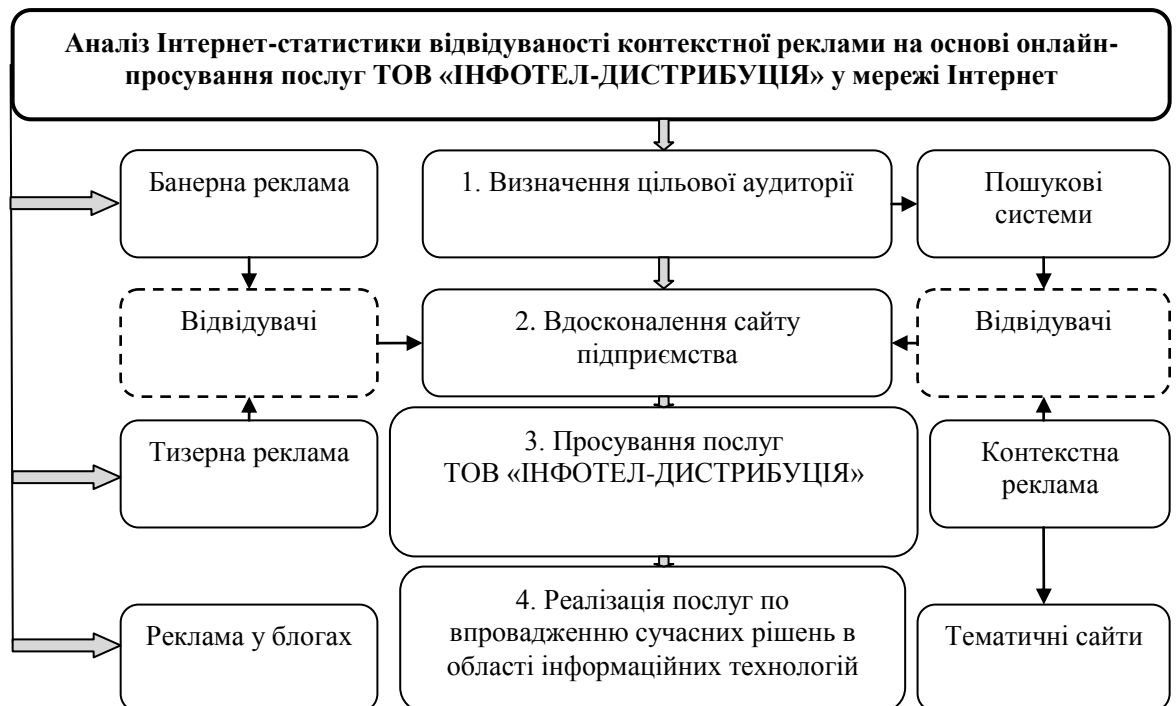 Аналіз Інтернет-статистики відвідуваності контекстної реклами на основі онлайн-
просування послуг ТОВ «ІНФОТЕЛ-ДИСТРИБУЦІЯ» у мережі Інтернет
Банерна реклама
1. Визначення цільової аудиторії
Пошукові
системи
Відвідувачі
2. Вдосконалення сайту
підприємства
Відвідувачі
Тизерна реклама
3. Просування послуг
ТОВ «ІНФОТЕЛ-ДИСТРИБУЦІЯ»
Контекстна
реклама
Реклама у блогах
4. Реалізація послуг по
впровадженню сучасних рішень в
області інформаційних технологій
Тематичні сайти